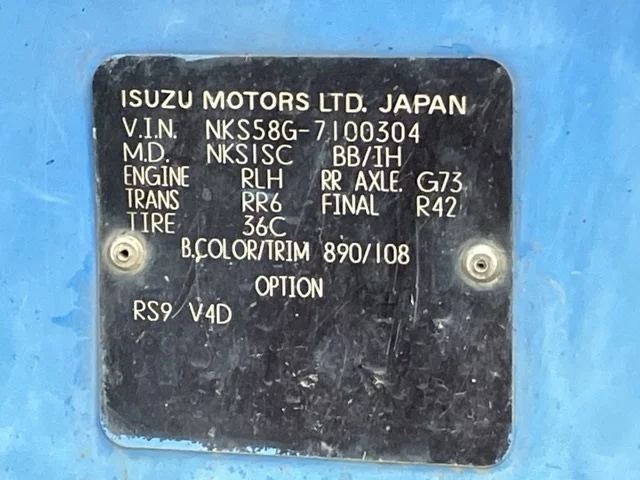 ISUZU MOTORS LTD. JAPAN
V.I.N. NKS58G-7100304
M.D. NKS1SC BB/IH
ENGINE RLH RR AXLE. G73
TRANS RR6 FINAL R42
TIRE 36C
B.COLOR/TRIM 890/108
OPTION
RS9 V4D